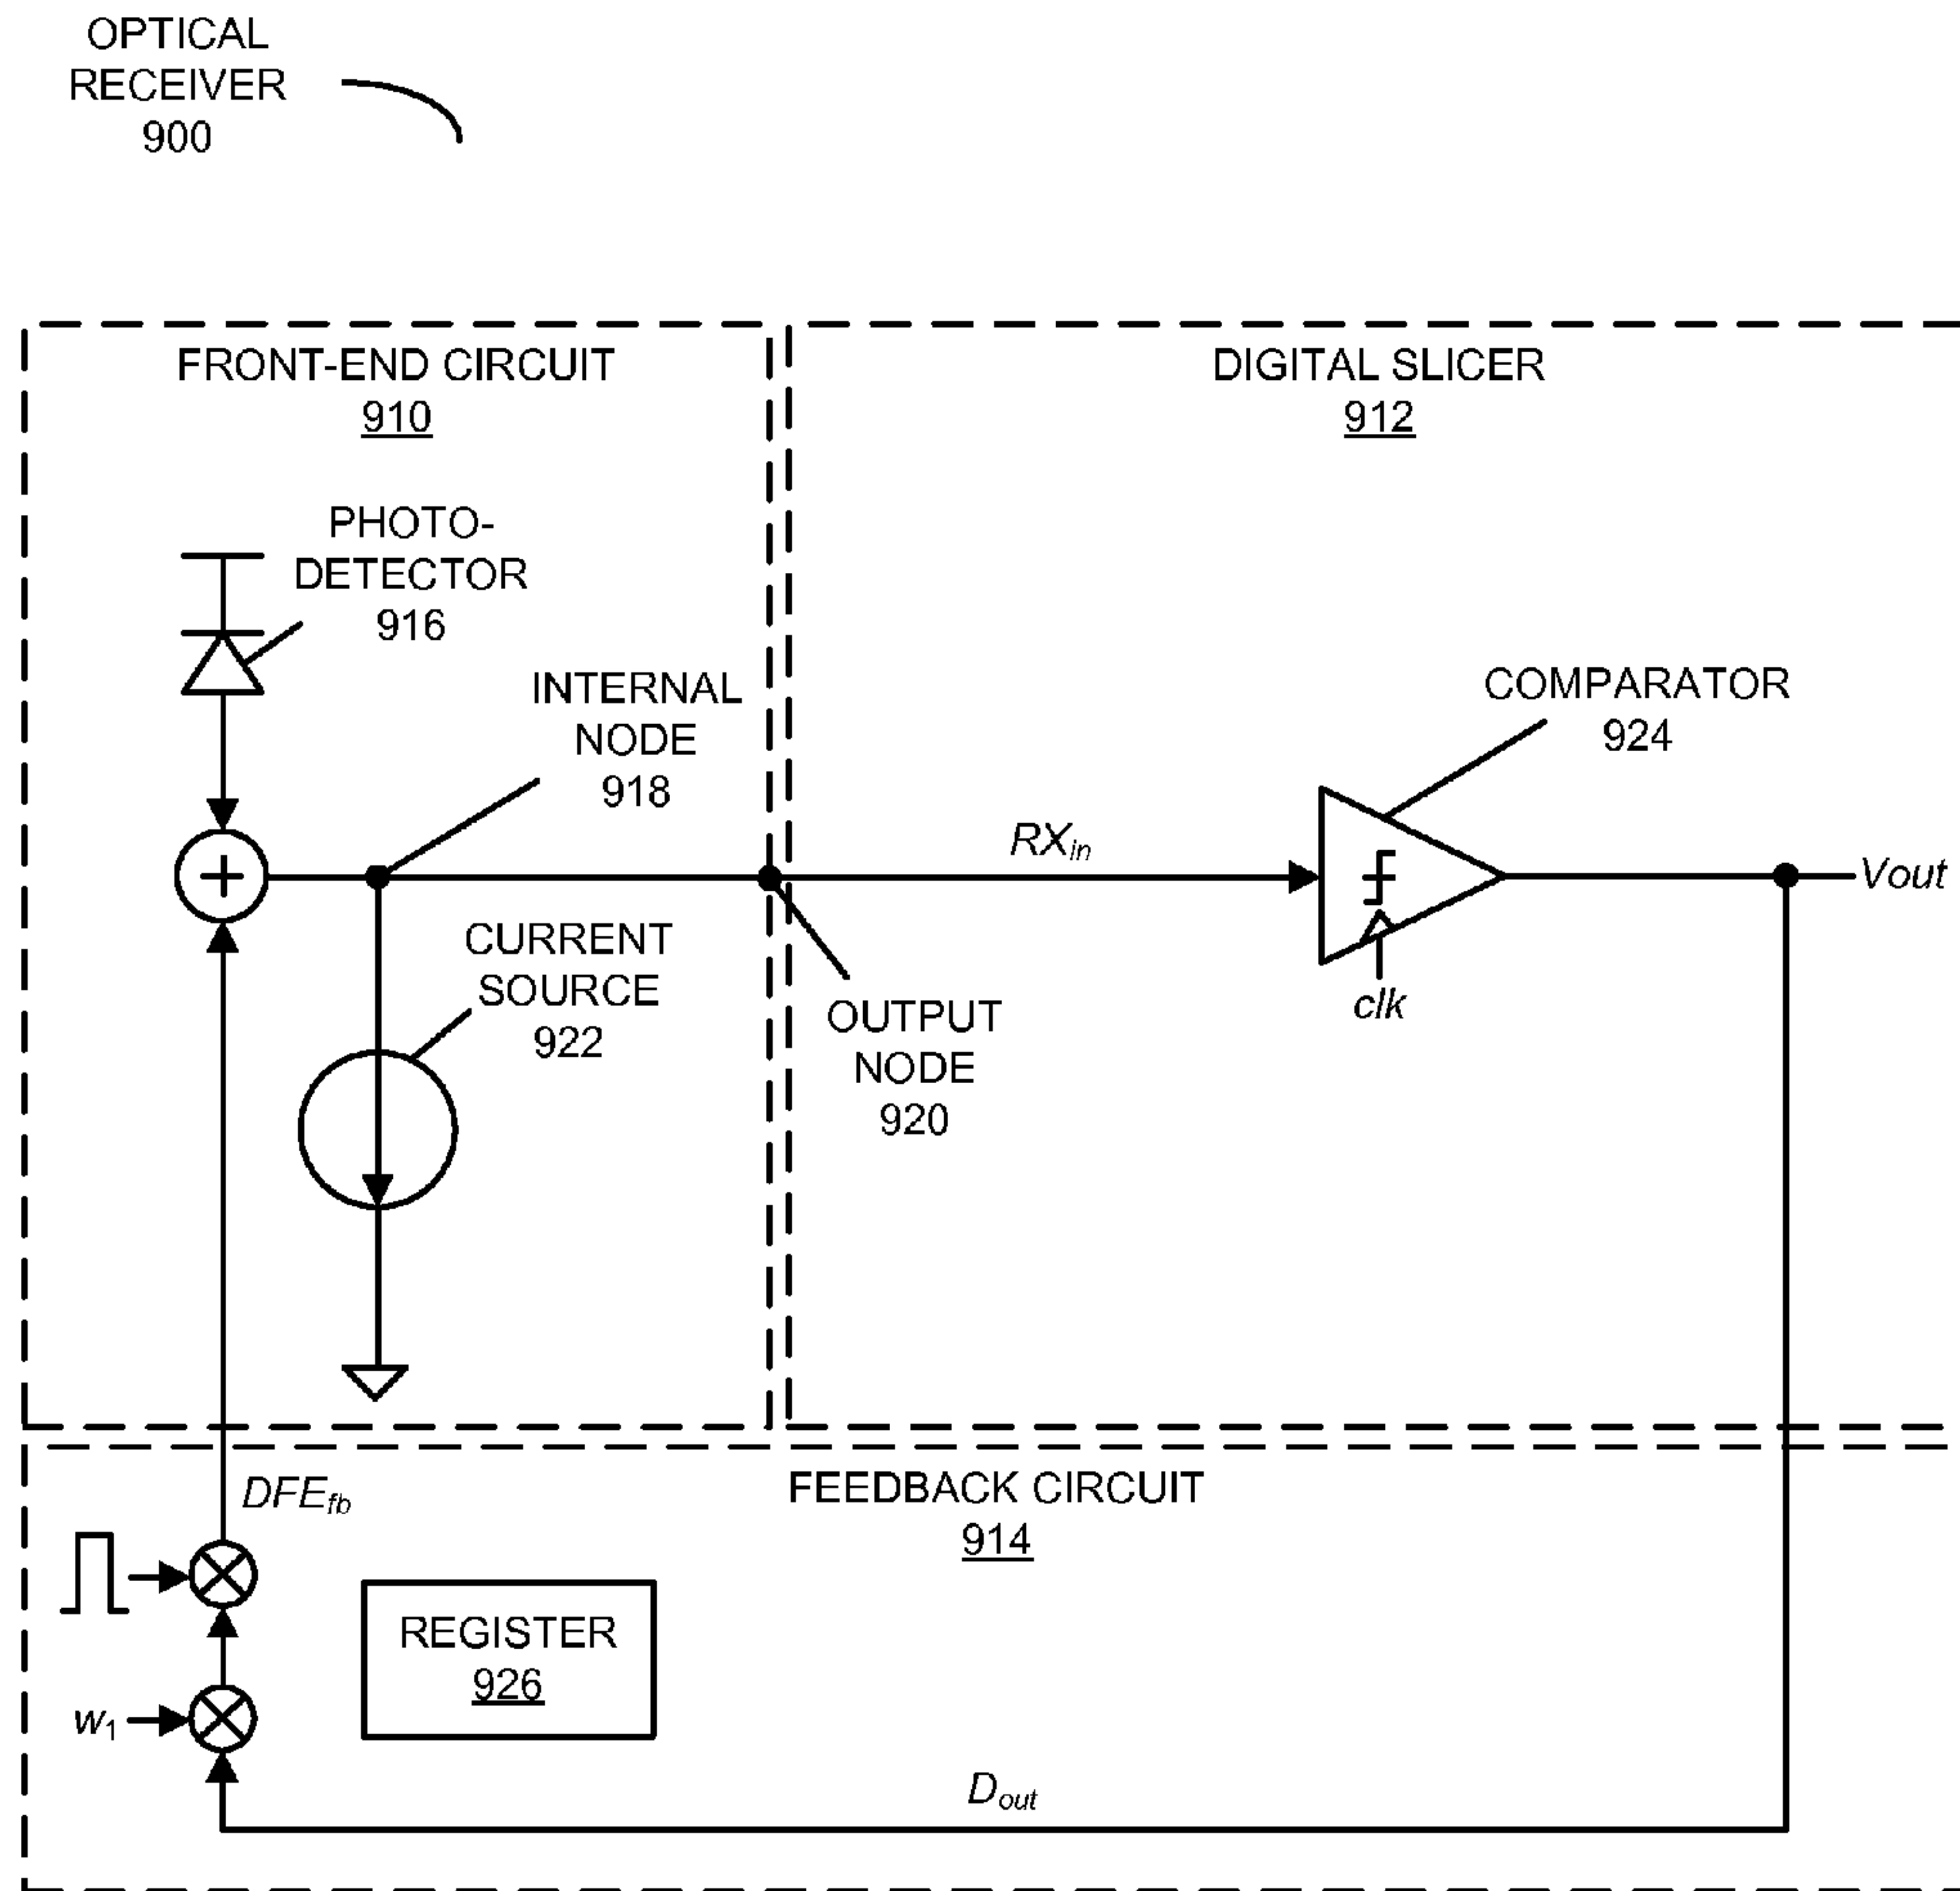 OPTICAL
RECEIVER
900
FRONT-END CIRCUIT
910
DIGITAL SLICER
912
PHOTO-
DETECTOR
916
INTERNAL
NODE
918
COMPARATOR
924
RXin
Vout
CURRENT
SOURCE
922
clk
OUTPUT
NODE
920
DFEfb
FEEDBACK CIRCUIT
914
REGISTER
926
w1
Dout